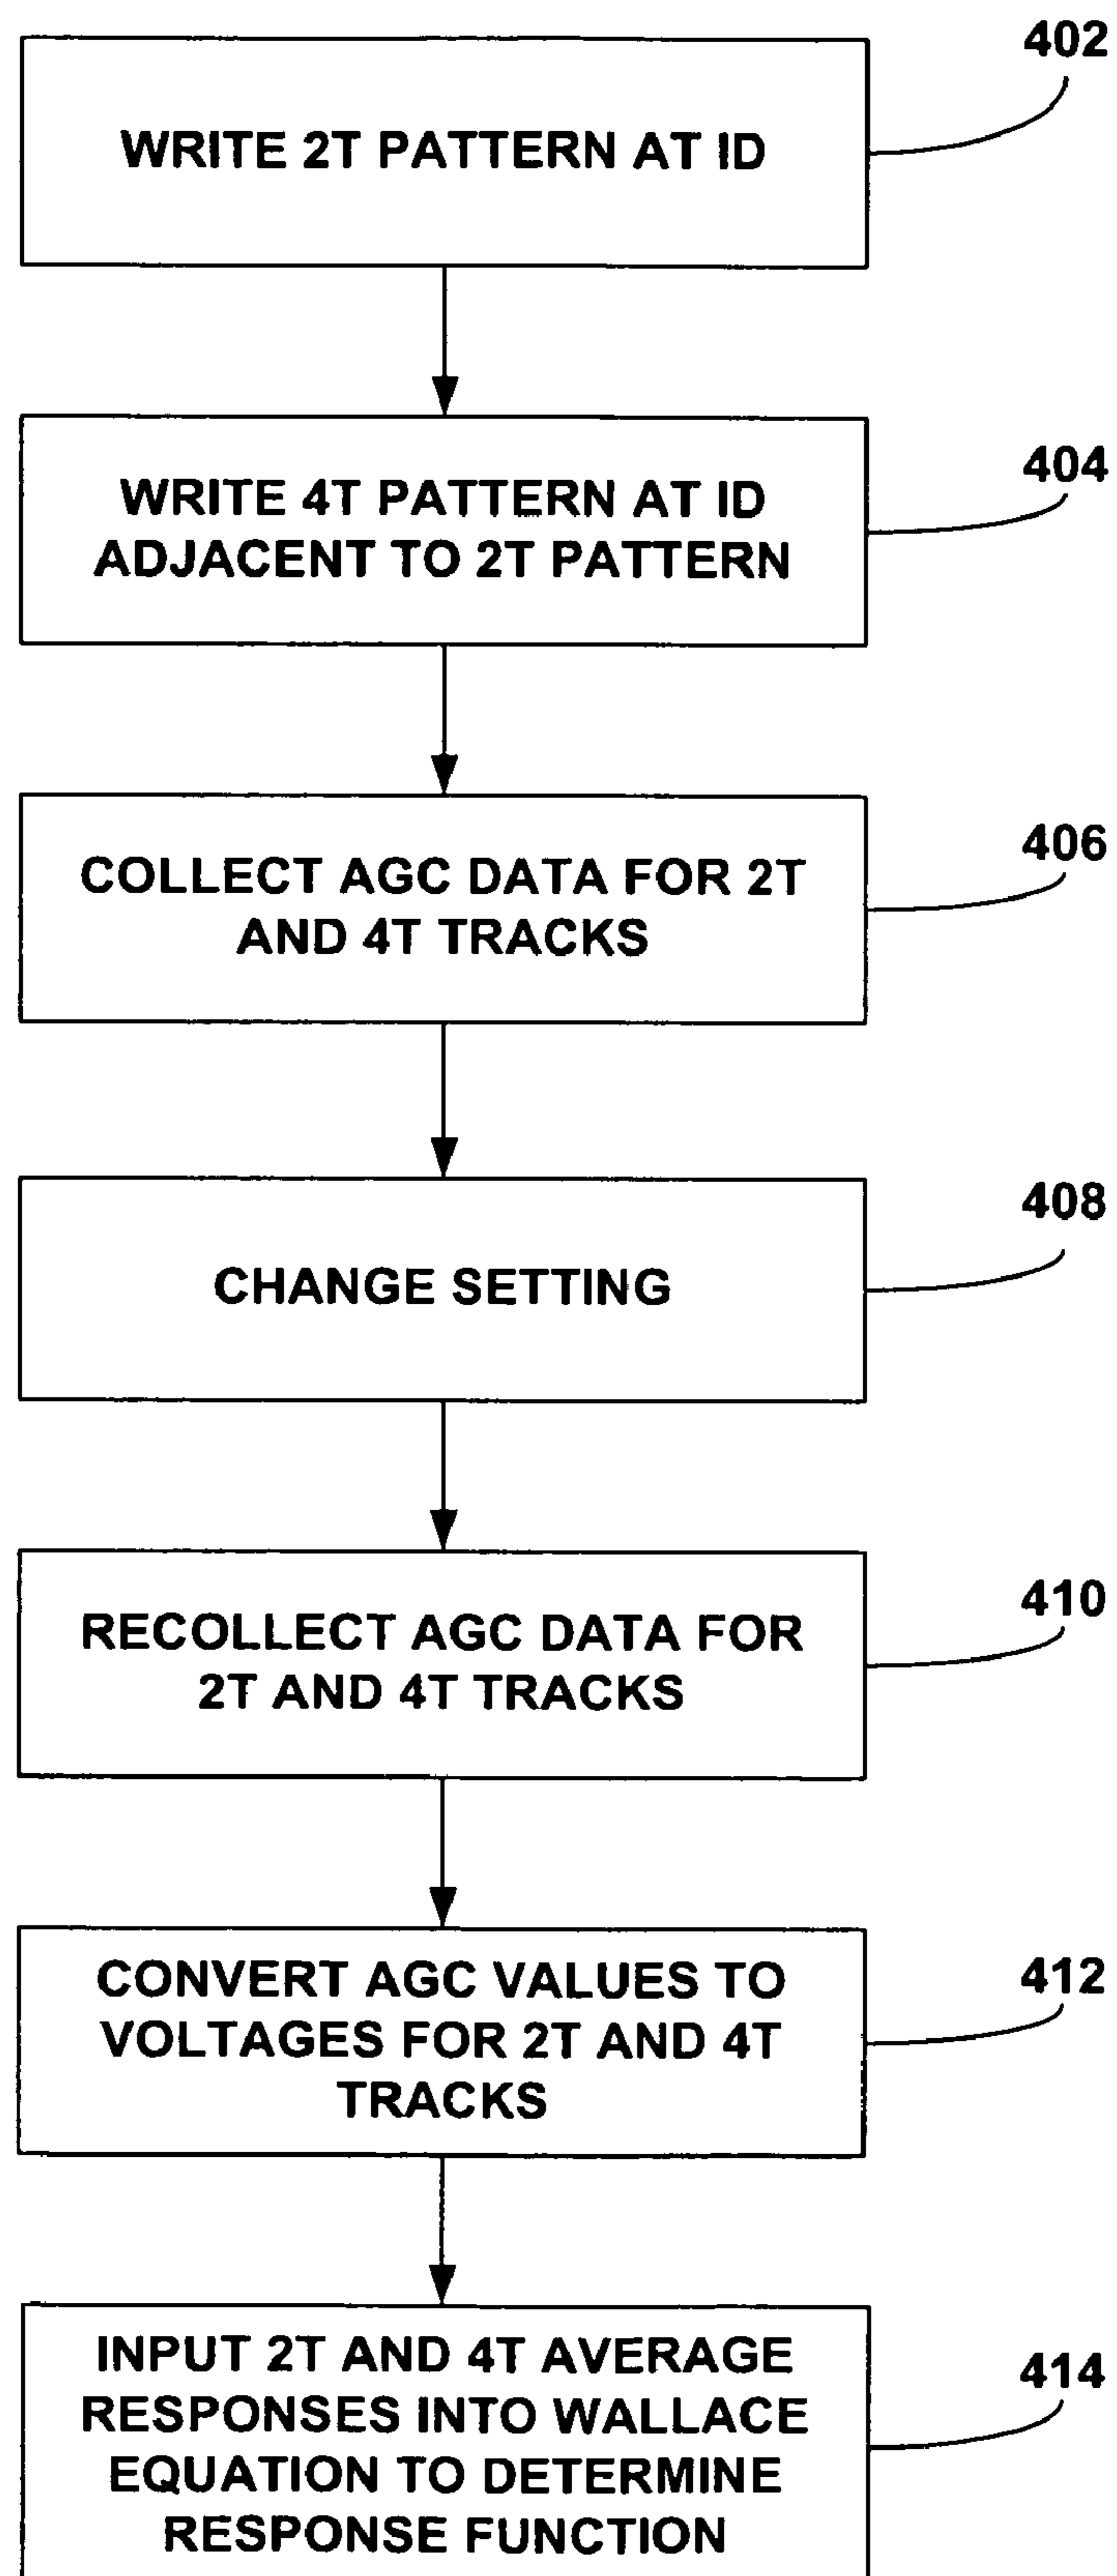 402
WRITE 2T PATTERN AT ID
404
WRITE 4T PATTERN AT ID
ADJACENT TO 2T PATTERN
406
COLLECT AGC DATA FOR 2T
AND 4T TRACKS
408
CHANGE SETTING
410
RECOLLECT AGC DATA FOR
2T AND 4T TRACKS
412
CONVERT AGC VALUES TO
VOLTAGES FOR 2T AND 4T
TRACKS
414
INPUT 2T AND 4T AVERAGE
RESPONSES INTO WALLACE
EQUATION TO DETERMINE
RESPONSE FUNCTION